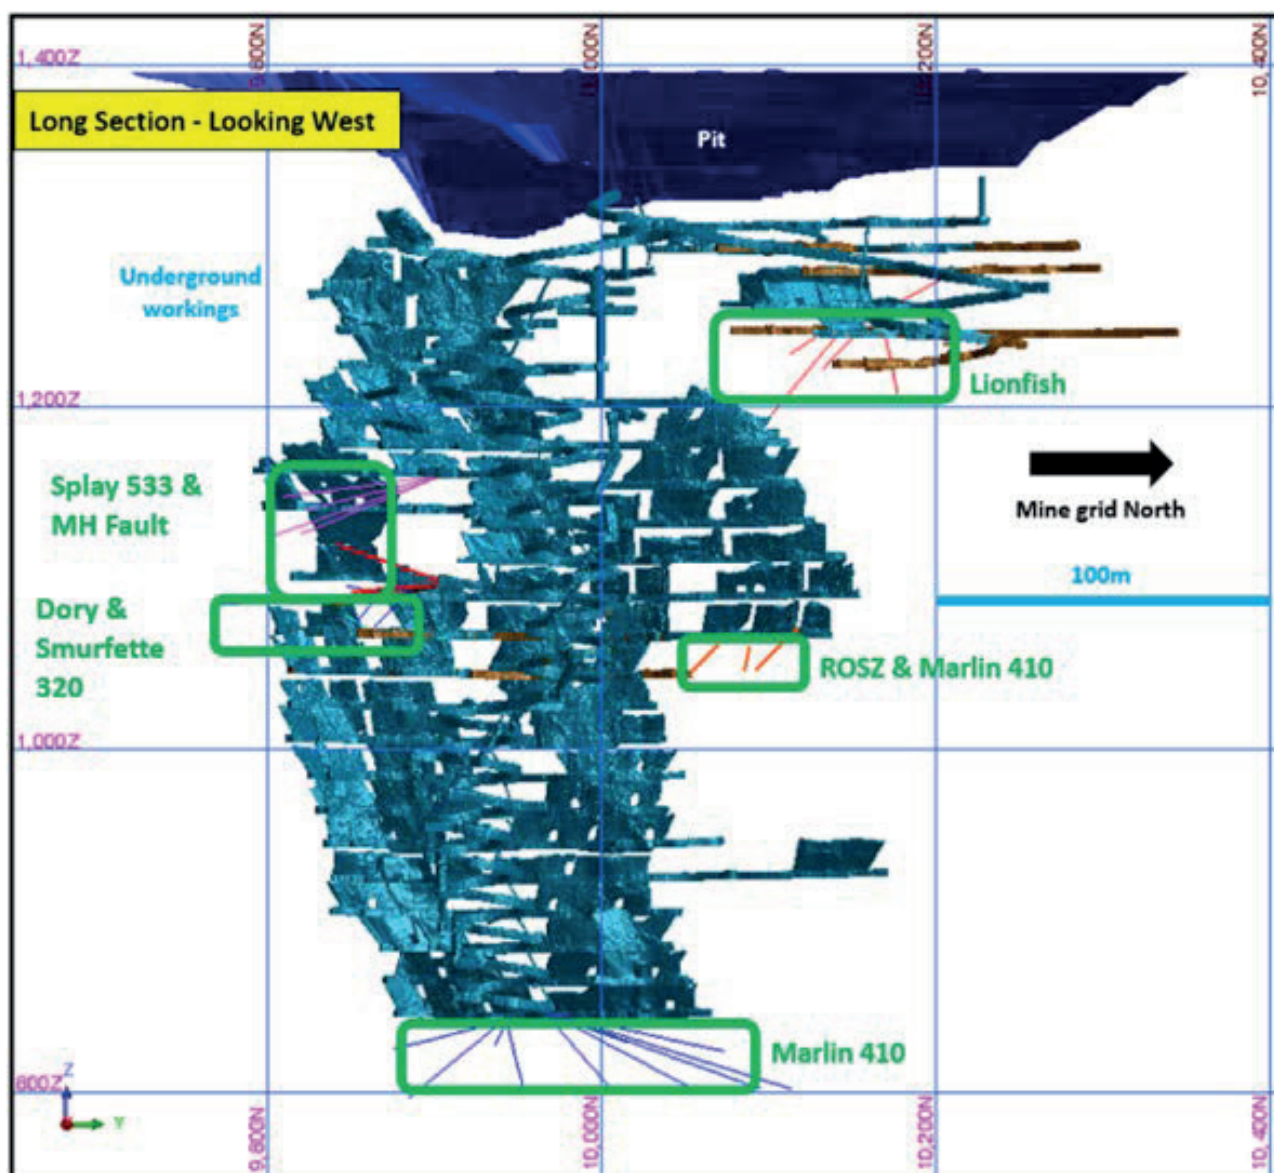 9,800N
10,000N
10,200N
10,400N
1,400Z
Long Section - Looking West
Pit
Underground
workings
Lionfish
1,200Z
Splay 533 &
MH Fault
Mine grid North
100m
Dory &
Smurfette
320
ROSZ & Marlin 410
1,000Z
Marlin 410
800Z
Z
Y
9,800N
10,000N
10,200N
10,400N